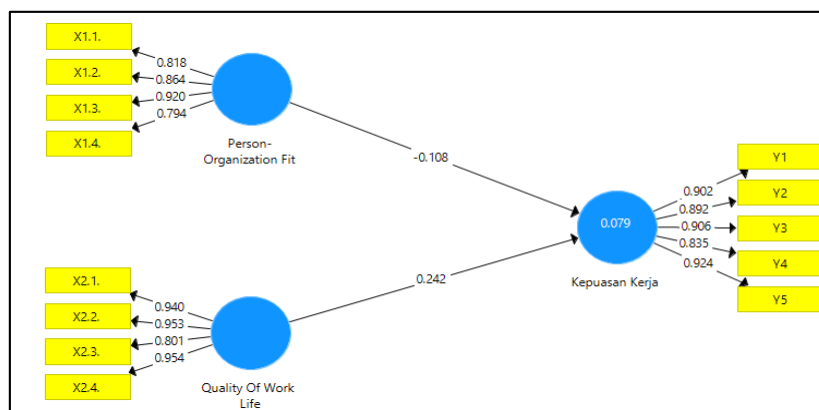 X1.1.
X1.2.
X1.3.
X1.4.
0.818
0.864
0.920
0.794
Person-
Organization Fit
-0.108
X2.1.
X2.2.
X2.3.
X2.4.
0.940
0.953
0.801
0.954
Quality Of Work
Life
0.242
0.079
Kepuasan Kerja
0.902
0.892
0.906
0.835
0.924
Y1
Y2
Y3
Y4
Y5